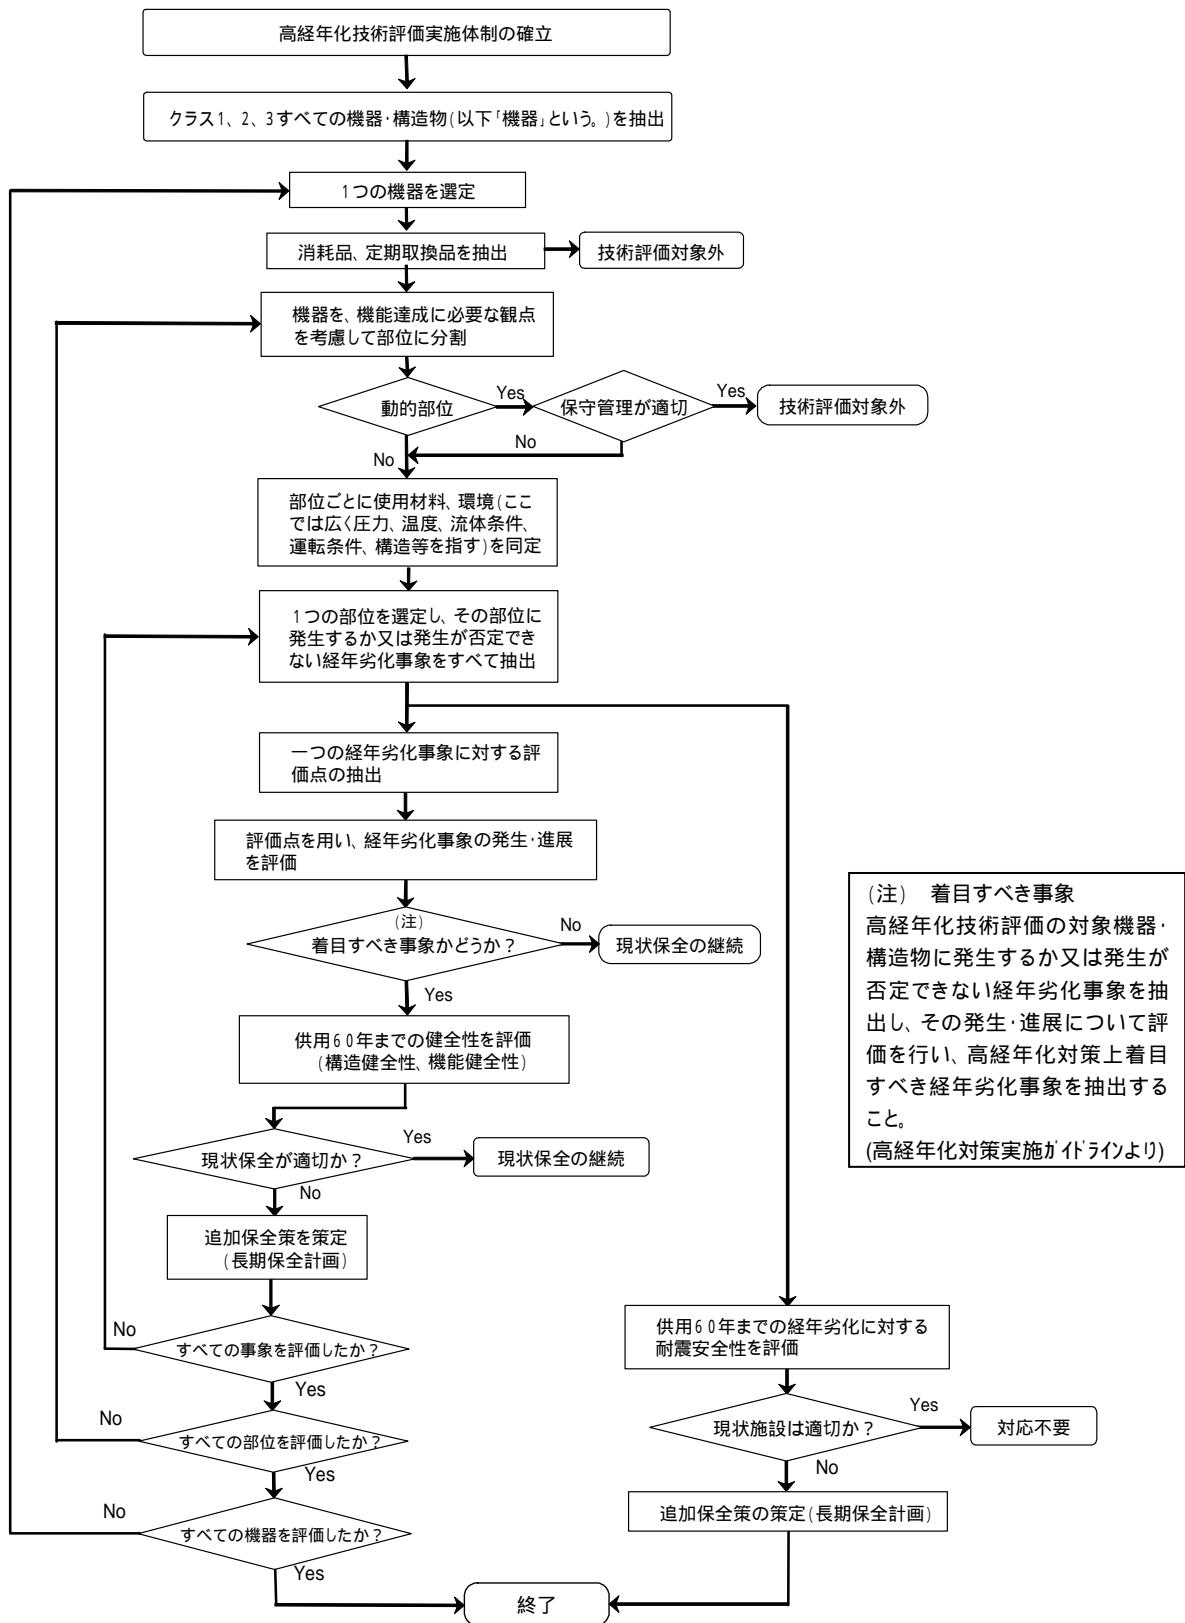 高経年化技術評価実施体制の確立
クラス1、2、3すべての機器・構造物(以下「機器」という。)を抽出
1つの機器を選定
消耗品、定期取換品を抽出
技術評価対象外
機器を、機能達成に必要な観点
を考慮して部位に分割
動的部位
Yes
保守管理が適切
Yes
技術評価対象外
No
No
部位ごとに使用材料、環境(ここ
では広く圧力、温度、流体条件、
運転条件、構造等を指す)を同定
1つの部位を選定し、その部位に
発生するか又は発生が否定でき
ない経年劣化事象をすべて抽出
一つの経年劣化事象に対する評
価点の抽出
評価点を用い、経年劣化事象の発生・進展
を評価
(注)
着目すべき事象かどうか?
No
現状保全の継続
Yes
供用60年までの健全性を評価
(構造健全性、機能健全性)
現状保全が適切か?
Yes
現状保全の継続
No
追加保全策を策定
(長期保全計画)
No
すべての事象を評価したか?
Yes
No
すべての部位を評価したか?
Yes
No
すべての機器を評価したか?
Yes
供用60年までの経年劣化に対する
耐震安全性を評価
現状施設は適切か?
Yes
対応不要
No
追加保全策の策定(長期保全計画)
終了
(注) 着目すべき事象
高経年化技術評価の対象機器・
構造物に発生するか又は発生が
否定できない経年劣化事象を抽
出し、その発生・進展について評
価を行い、高経年化対策上着目
すべき経年劣化事象を抽出する
こと。
(高経年化対策実施ガイドラインより)